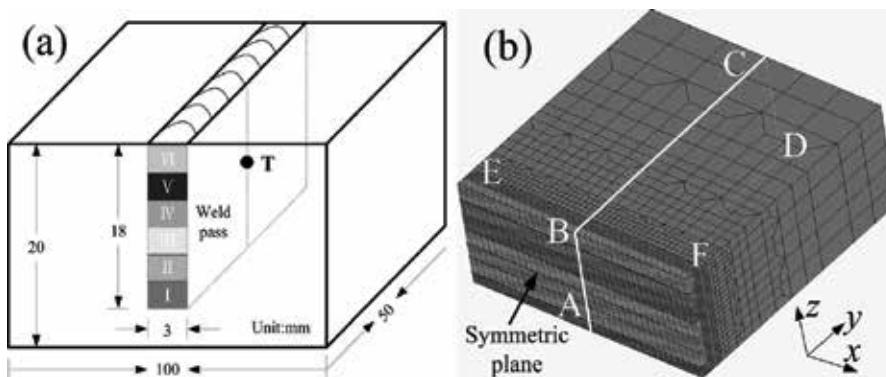 (a)
VI
V
IV
III
II
I
Weld
pass
T
20
18
3
Unit:mm
50
100
(b)
C
D
E
B
F
A
Symmetric
plane
z
y
x